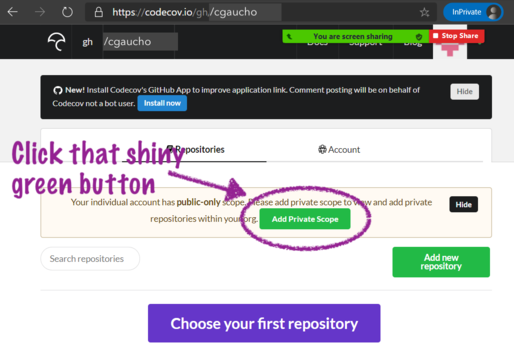 https://codecov.io/gh/cgaucho
InPrivate
gh /cgaucho
Docs Support Blog
You are screen sharing
Stop Share
New! Install Codecov's GitHub App to improve application link. Comment posting will be on behalf of
Codecov not a bot user. Install now
Hide
Repositories
Account
Click that shiny
green button
Your individual account has public-only scope. Please add private scope to view and add private
repositories within your org. Add Private Scope
Hide
Search repositories
Add new
repository
Choose your first repository